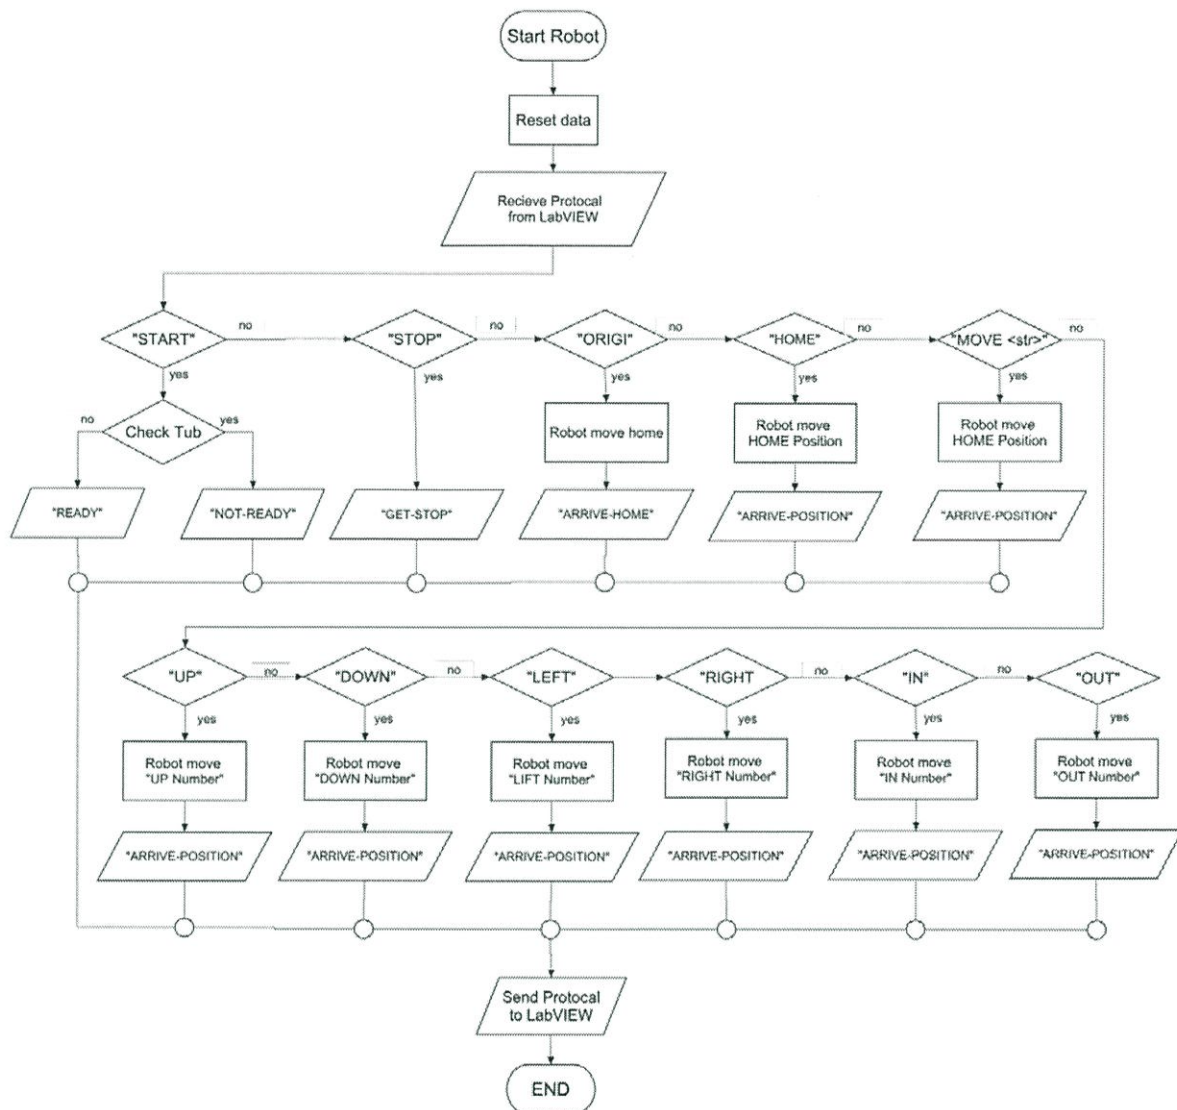 Start Robot
Reset data
Recieve Protocal
from LabVIEW
"START"
no
"STOP"
no
"ORIGI"
no
"HOME"
no
"MOVE <str>"
no
yes
yes
yes
yes
yes
no
Check Tub
yes
Robot move home
Robot move
HOME Position
Robot move
HOME Position
"READY"
"NOT-READY"
"GET-STOP"
"ARRIVE-HOME"
"ARRIVE-POSITION"
"ARRIVE-POSITION"
"UP"
no
"DOWN"
no
"LEFT"
"RIGHT
no
"IN"
no
"OUT"
yes
yes
yes
yes
yes
yes
Robot move
"UP Number"
Robot move
"DOWN Number"
Robot move
"LIFT Number"
Robot move
"RIGHT Number"
Robot move
"IN Number"
Robot move
"OUT Number"
"ARRIVE-POSITION"
"ARRIVE-POSITION"
"ARRIVE-POSITION"
"ARRIVE-POSITION"
"ARRIVE-POSITION"
"ARRIVE-POSITION"
Send Protocal
to LabVIEW
END